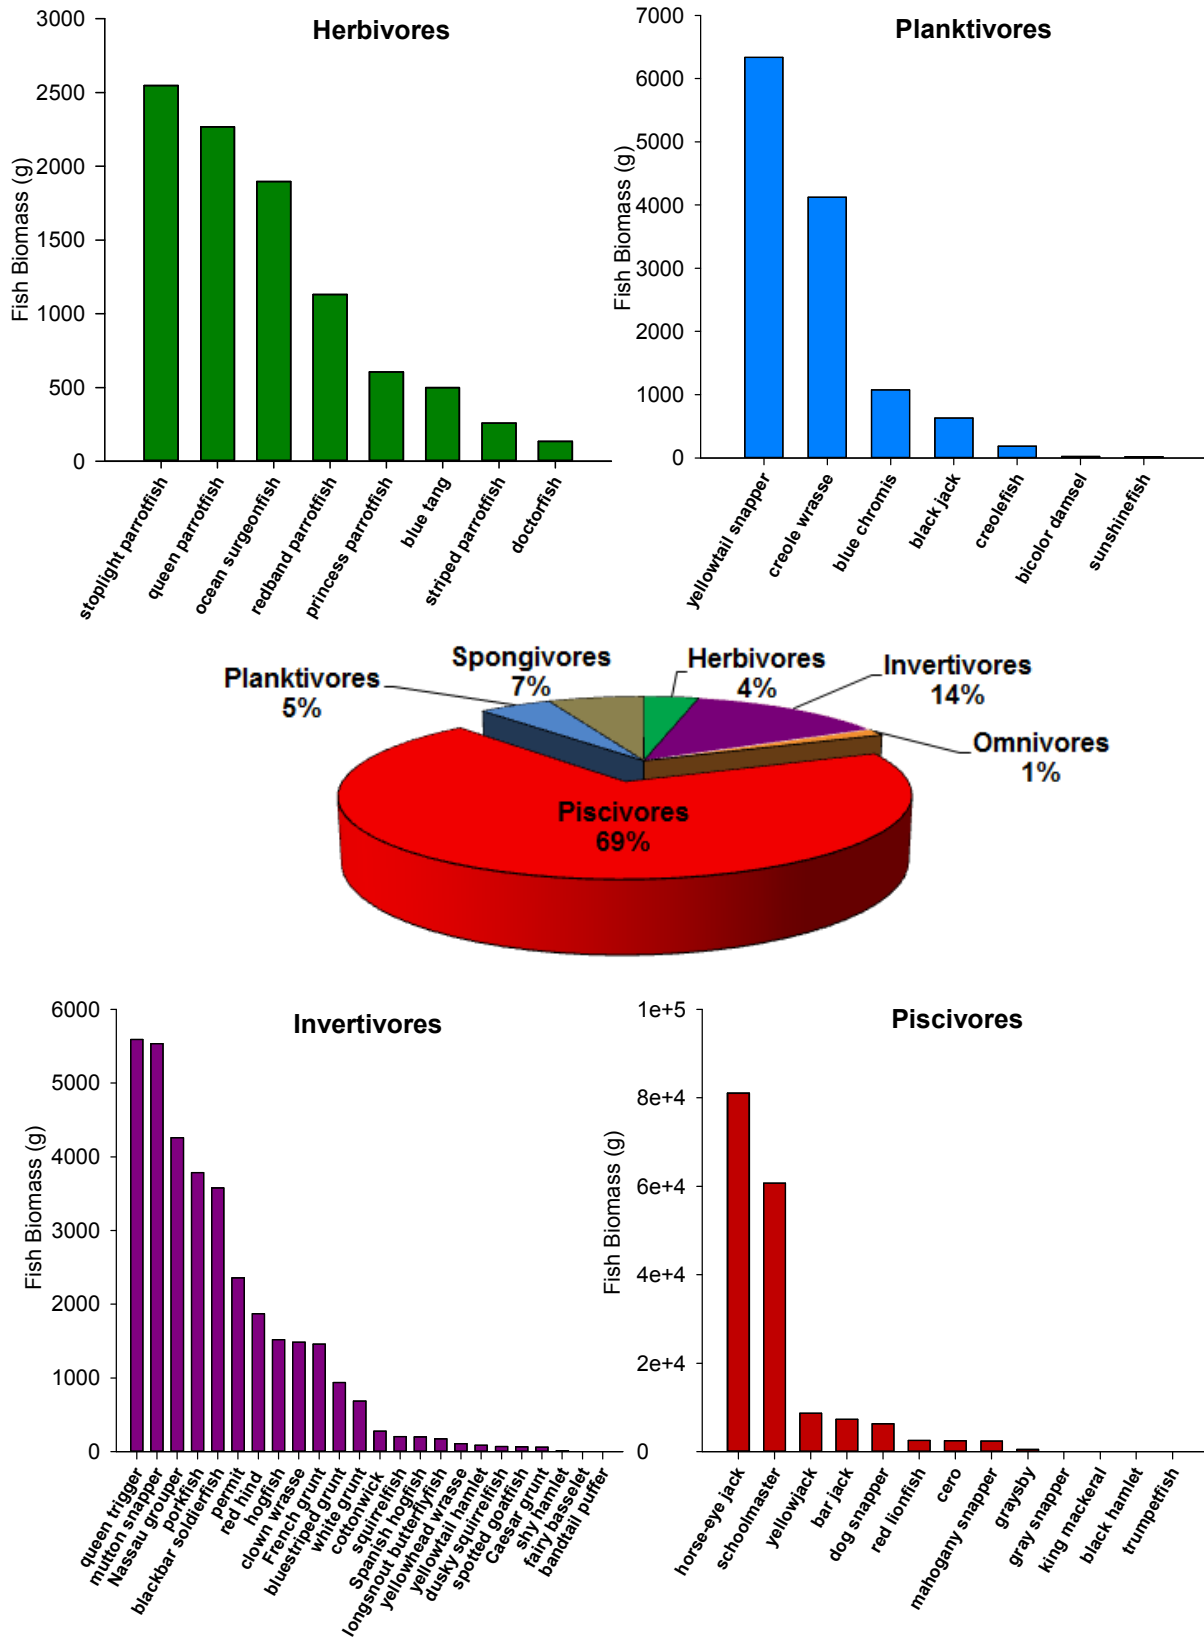 Herbivores
Fish Biomass (g)
3000
2500
2000
1500
1000
500
0
stoplight parrotfish
queen parrotfish
ocean surgeonfish
redband parrotfish
princess parrotfish
blue tang
striped parrotfish
doctorfish
Planktivores
Fish Biomass (g)
7000
6000
5000
4000
3000
2000
1000
0
yellowtail snapper
creole wrasse
blue chromis
black jack
creolefish
bicolor damsel
sunshinefish
Spongivores
7%
Herbivores
4%
Invertivores
14%
Planktivores
5%
Omnivores
1%
Piscivores
69%
Invertivores
Fish Biomass (g)
6000
5000
4000
3000
2000
1000
0
queen trigger
mutton snapper
Nassau grouper
porkfish
blackbar soldierfish
permit
red hind
hogfish
clown wrasse
French grunt
bluestriped grunt
white grunt
cottonwick
squirrelfish
Spanish hogfish
longsnout butterflyfish
yellowhead wrasse
yellowtail hamlet
dusky squirrelfish
spotted goatfish
Caesar grunt
shy hamlet
fairy basselet
bandtail puffer
Piscivores
Fish Biomass (g)
1e+5
8e+4
6e+4
4e+4
2e+4
0
horse-eye jack
schoolmaster
yellowjack
bar jack
dog snapper
red lionfish
cero
mahogany snapper
graysby
gray snapper
king mackeral
black hamlet
trumpetfish